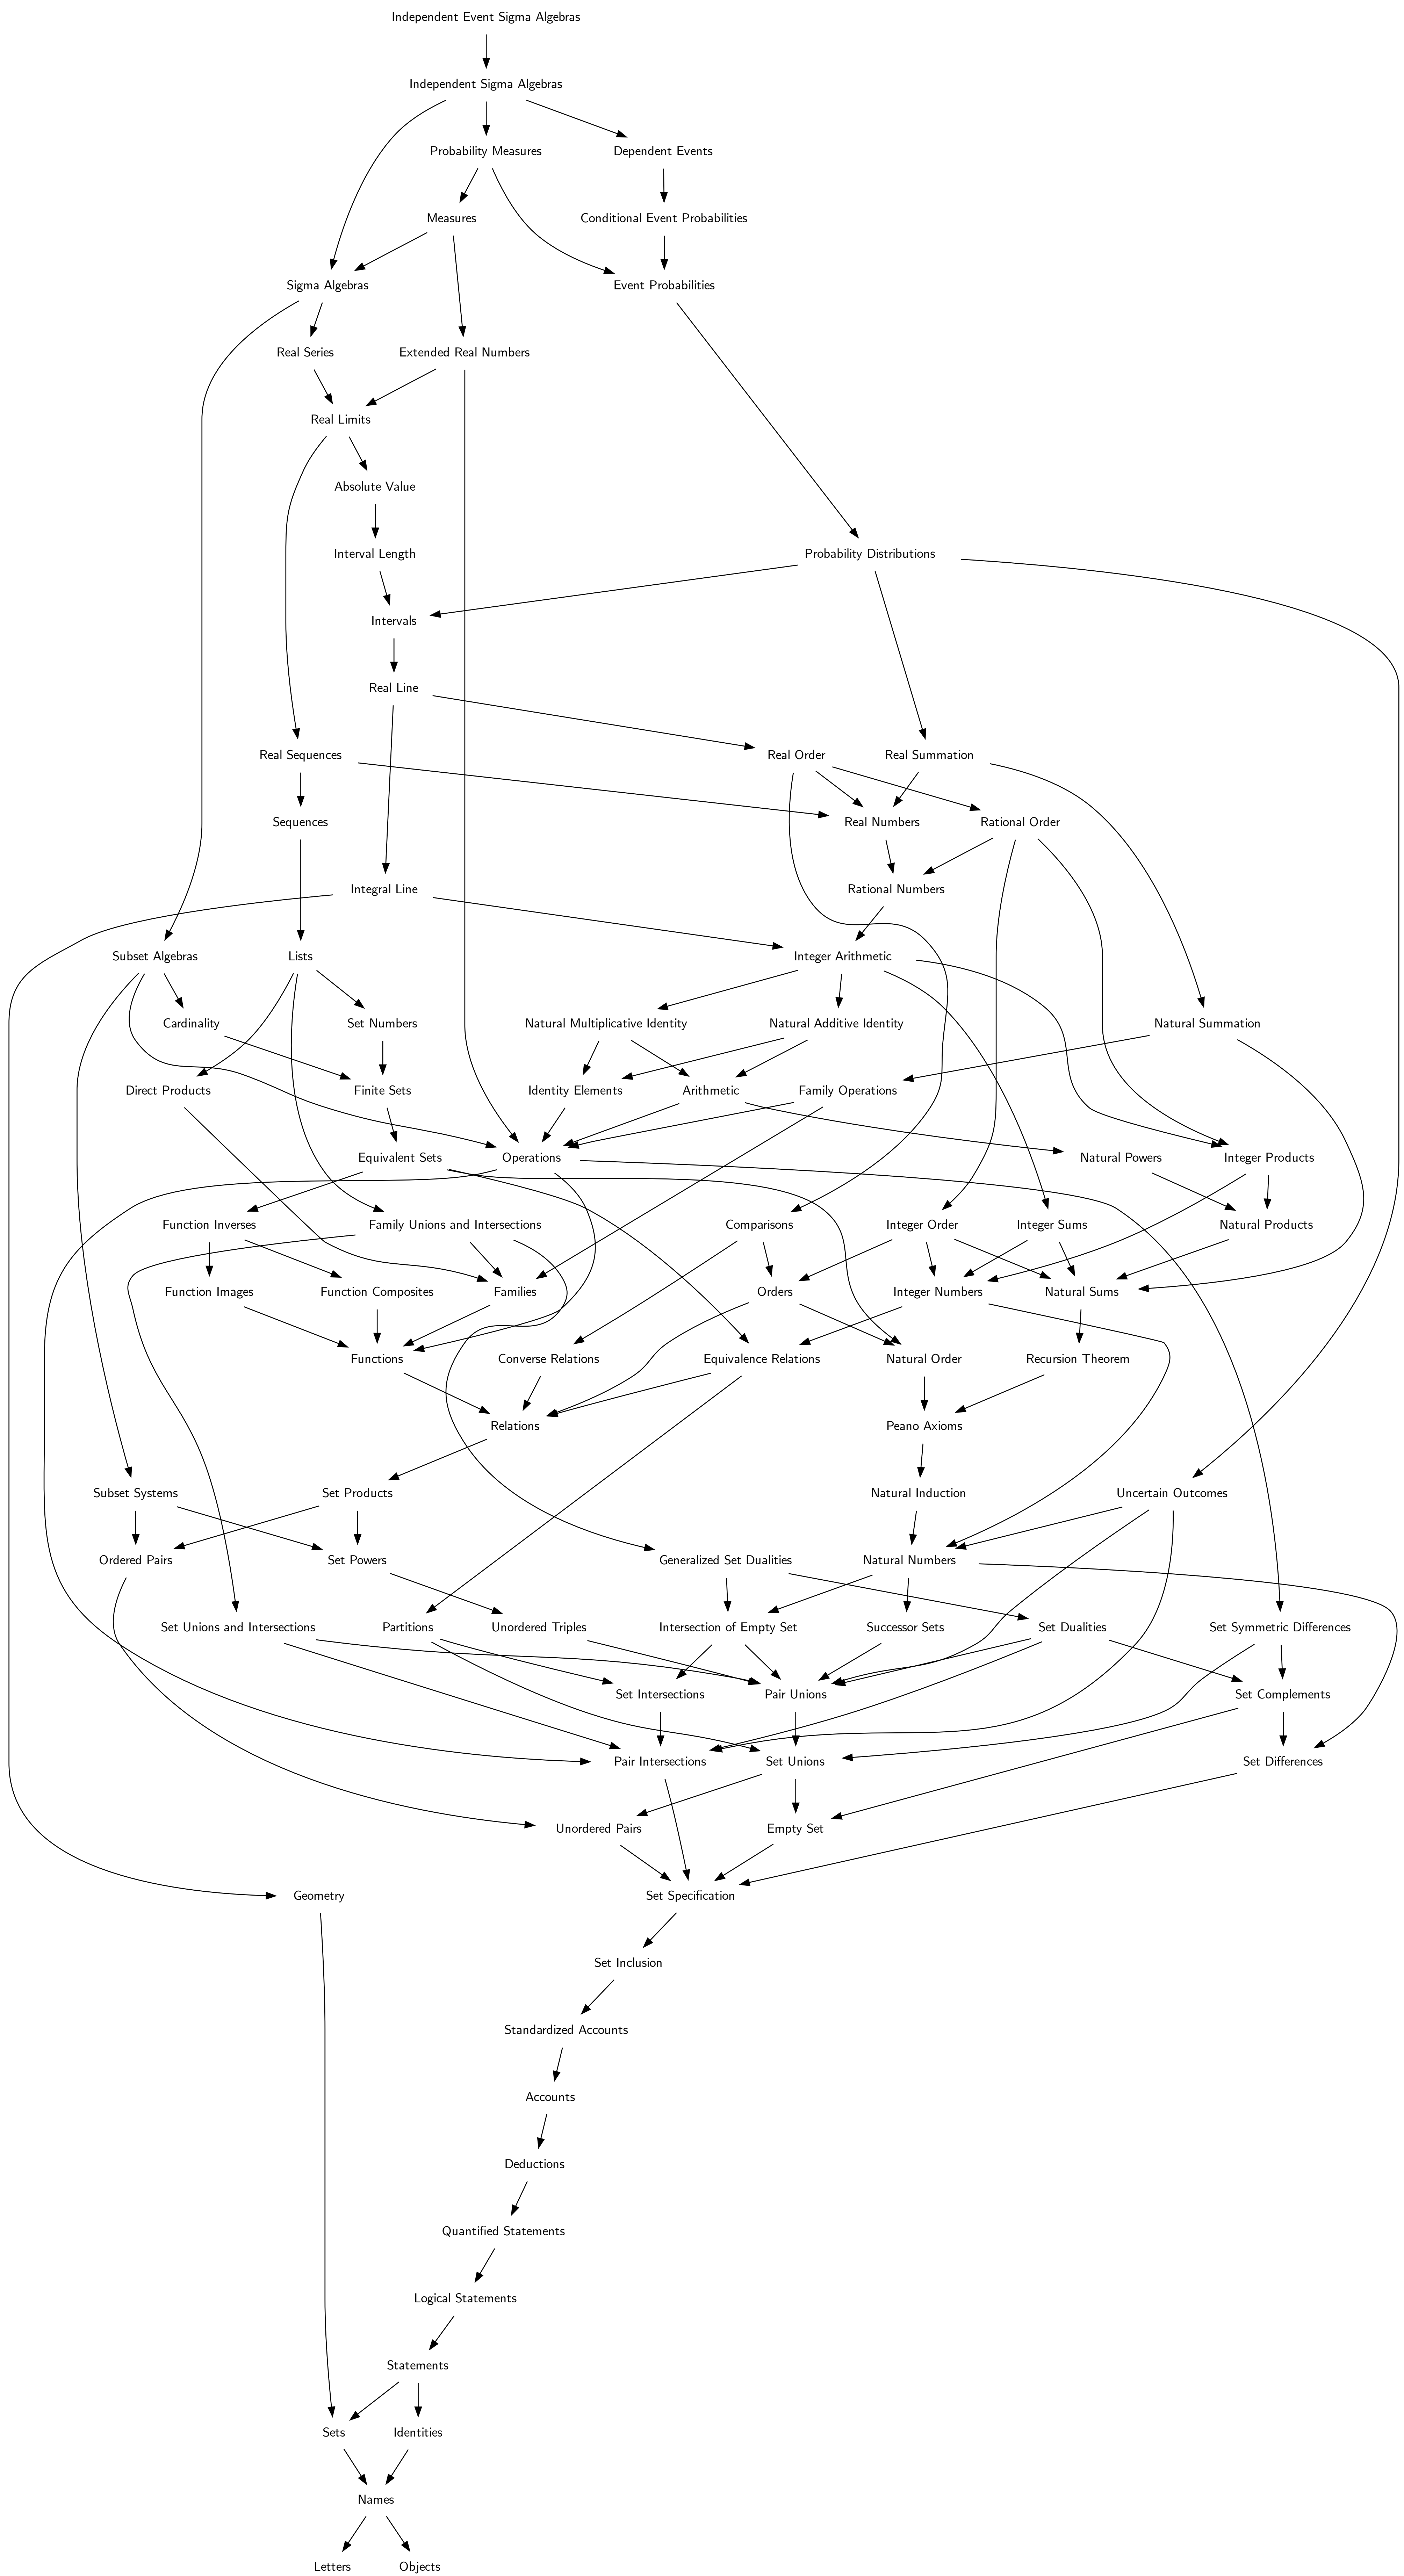 Independent Event Sigma Algebras
Independent Sigma Algebras
Probability Measures
Dependent Events
Measures
Conditional Event Probabilities
Sigma Algebras
Event Probabilities
Real Series
Extended Real Numbers
Real Limits
Absolute Value
Interval Length
Probability Distributions
Intervals
Real Line
Real Sequences
Real Order
Real Summation
Sequences
Real Numbers
Rational Order
Integral Line
Rational Numbers
Subset Algebras
Lists
Integer Arithmetic
Cardinality
Set Numbers
Natural Multiplicative Identity
Natural Additive Identity
Natural Summation
Direct Products
Finite Sets
Identity Elements
Arithmetic
Family Operations
Equivalent Sets
Operations
Natural Powers
Integer Products
Function Inverses
Family Unions and Intersections
Comparisons
Integer Order
Integer Sums
Natural Products
Function Images
Function Composites
Families
Orders
Integer Numbers
Natural Sums
Functions
Converse Relations
Equivalence Relations
Natural Order
Recursion Theorem
Relations
Peano Axioms
Subset Systems
Set Products
Natural Induction
Uncertain Outcomes
Ordered Pairs
Set Powers
Generalized Set Dualities
Natural Numbers
Set Unions and Intersections
Partitions
Unordered Triples
Intersection of Empty Set
Successor Sets
Set Dualities
Set Symmetric Differences
Set Intersections
Pair Unions
Set Complements
Pair Intersections
Set Unions
Set Differences
Unordered Pairs
Empty Set
Geometry
Set Specification
Set Inclusion
Standardized Accounts
Accounts
Deductions
Quantified Statements
Logical Statements
Statements
Sets
Identities
Names
Letters
Objects